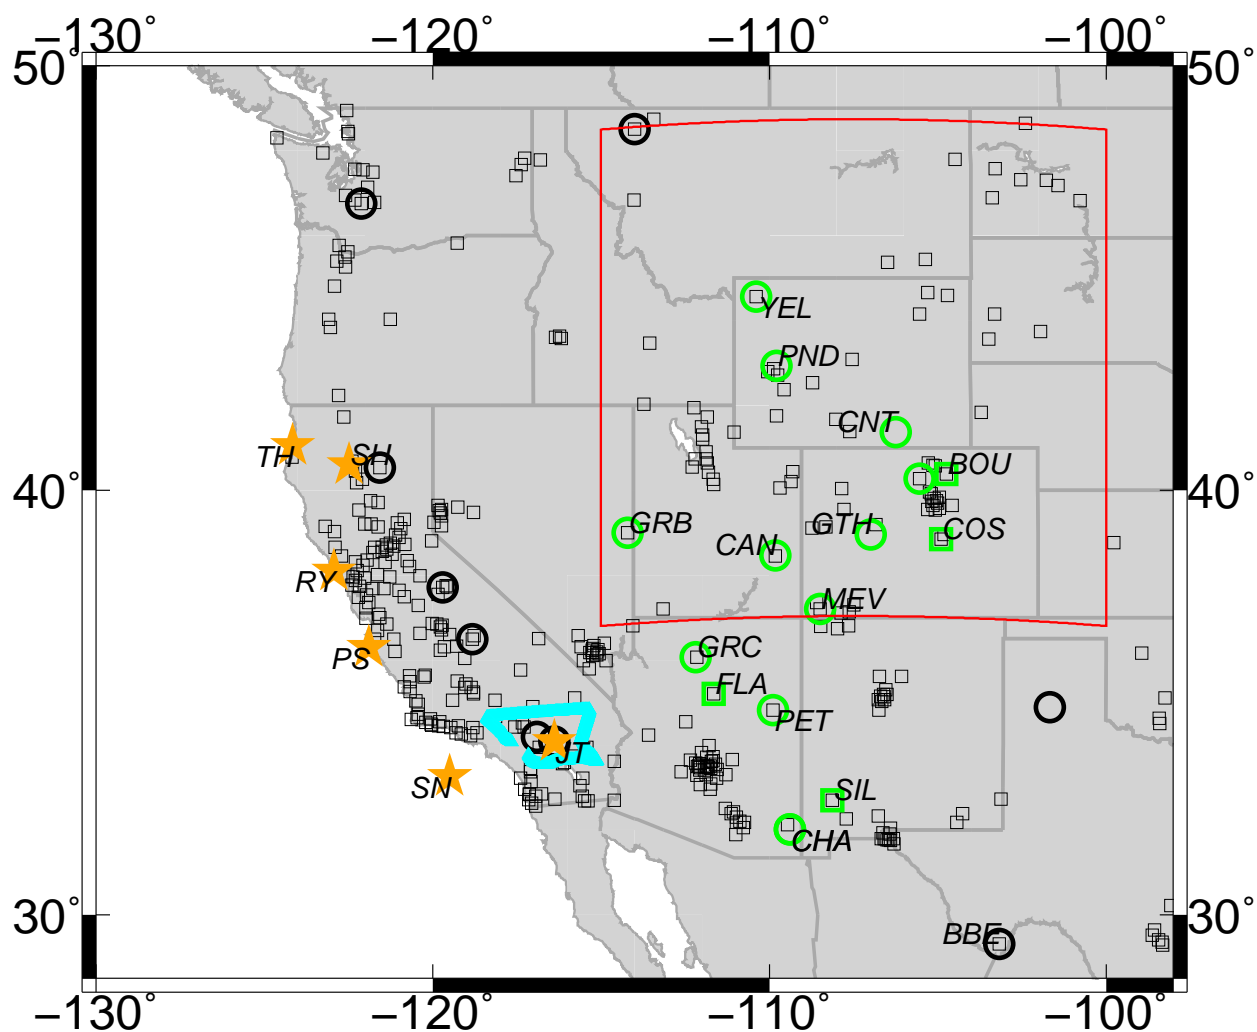 −130° −120° −110° −100°
50° 50°
YEL
PND
CNT
TH SH BOU
40° 40°
GRB GTH COS
CAN
RY MEV
PS GRC
FLA
PET
JT
SN SIL
CHA
30° 30°
BBE
−130° −120° −110° −100°